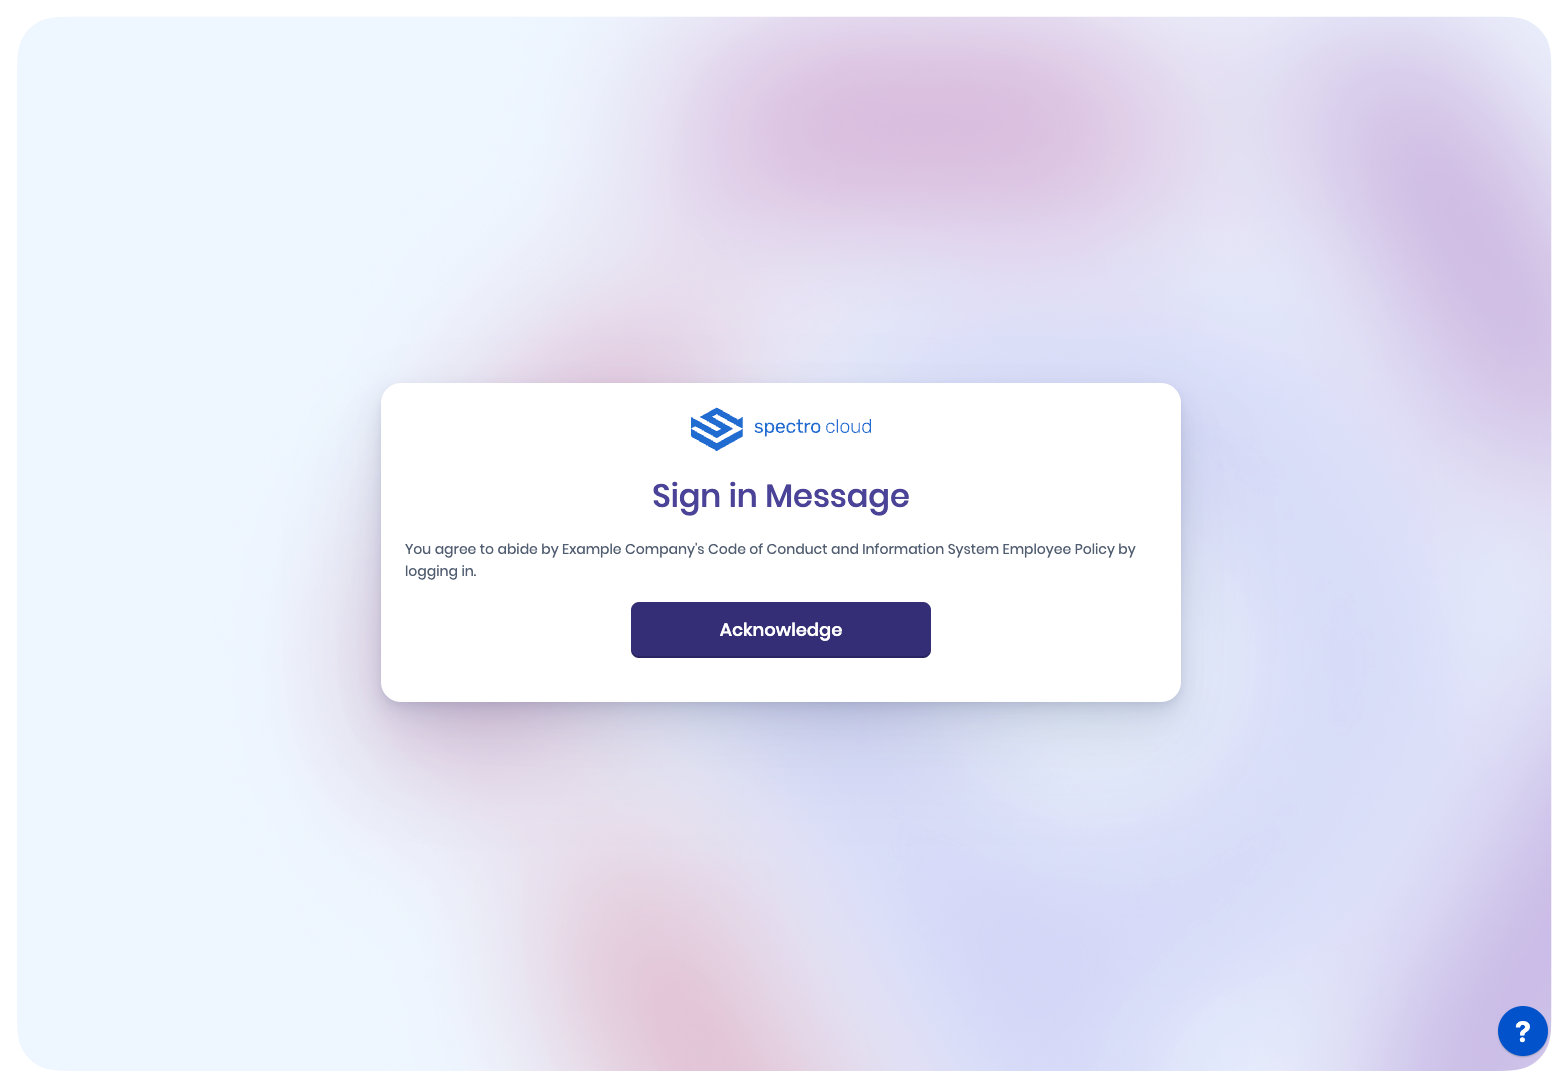 spectro cloud
Sign in Message
You agree to abide by Example Company's Code of Conduct and Information System Employee Policy by
logging in.
Acknowledge
?